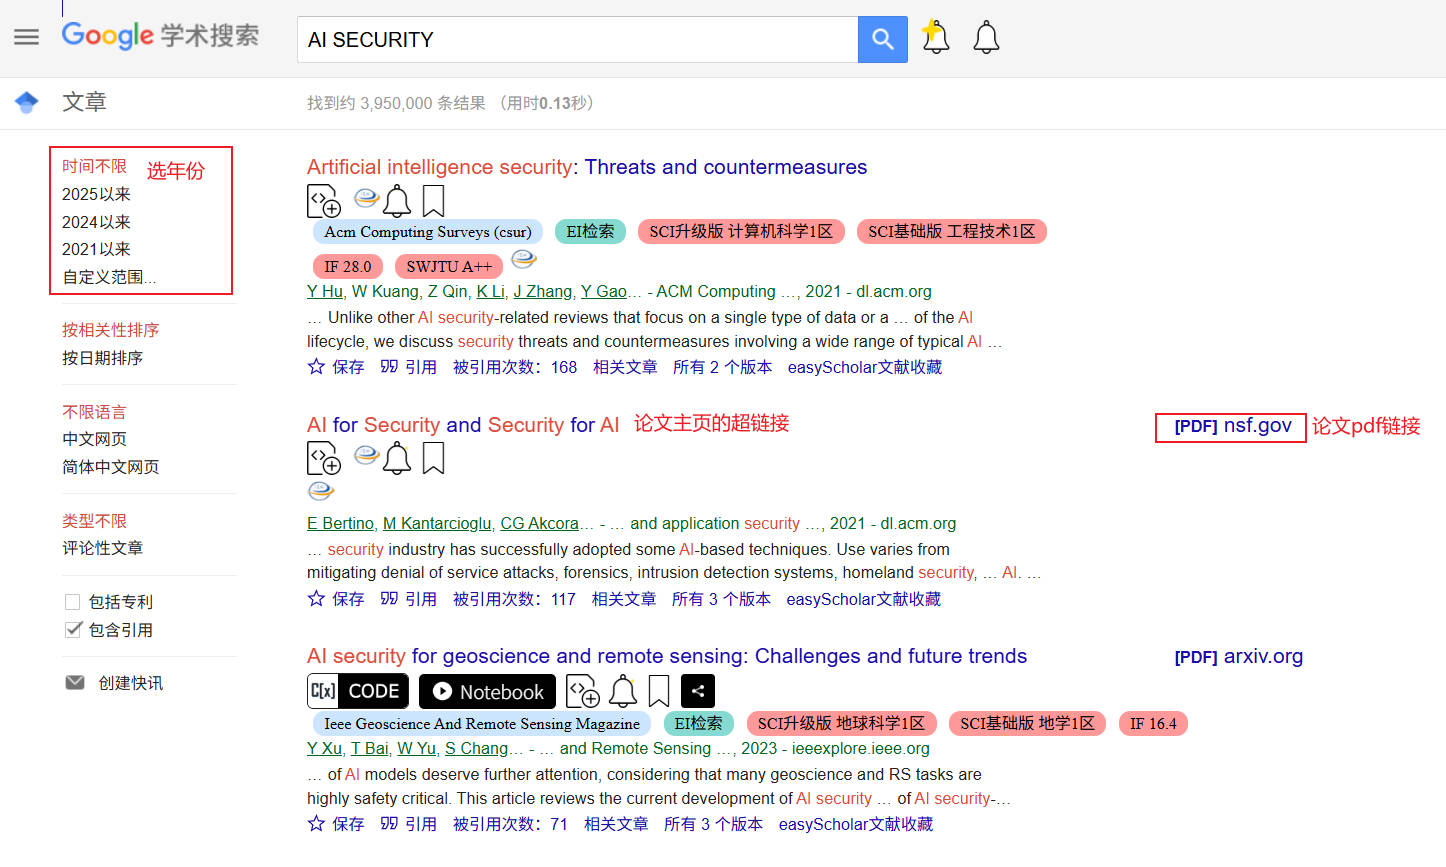 Google 学术搜索
AI SECURITY
文章
找到约 3,950,000 条结果 （用时0.13秒）
时间不限 选年份
2025以来
2024以来
2021以来
自定义范围...
按相关性排序
按日期排序
不限语言
中文网页
简体中文网页
类型不限
评论性文章
包括专利
包含引用
创建快讯
Artificial intelligence security: Threats and countermeasures
Acm Computing Surveys (csur) EI检索 SCI升级版 计算机科学1区 SCI基础版 工程技术1区
IF 28.0 SWJTU A++
Y Hu, W Kuang, Z Qin, K Li, J Zhang, Y Gao… - ACM Computing …, 2021 - dl.acm.org
… Unlike other AI security-related reviews that focus on a single type of data or a … of the AI
lifecycle, we discuss security threats and countermeasures involving a wide range of typical AI …
保存 引用 被引用次数：168 相关文章 所有 2 个版本 easyScholar文献收藏
AI for Security and Security for AI 论文主页的超链接
[PDF] nsf.gov 论文pdf链接
E Bertino, M Kantarcioglu, CG Akcora… - … and application security …, 2021 - dl.acm.org
… security industry has successfully adopted some AI-based techniques. Use varies from
mitigating denial of service attacks, forensics, intrusion detection systems, homeland security, … AI. …
保存 引用 被引用次数：117 相关文章 所有 3 个版本 easyScholar文献收藏
AI security for geoscience and remote sensing: Challenges and future trends
[PDF] arxiv.org
C[x] CODE Notebook
Ieee Geoscience And Remote Sensing Magazine EI检索 SCI升级版 地球科学1区 SCI基础版 地学1区 IF 16.4
Y Xu, T Bai, W Yu, S Chang… - … and Remote Sensing …, 2023 - ieeexplore.ieee.org
… of AI models deserve further attention, considering that many geoscience and RS tasks are
highly safety critical. This article reviews the current development of AI security … of AI security-…
保存 引用 被引用次数：71 相关文章 所有 3 个版本 easyScholar文献收藏